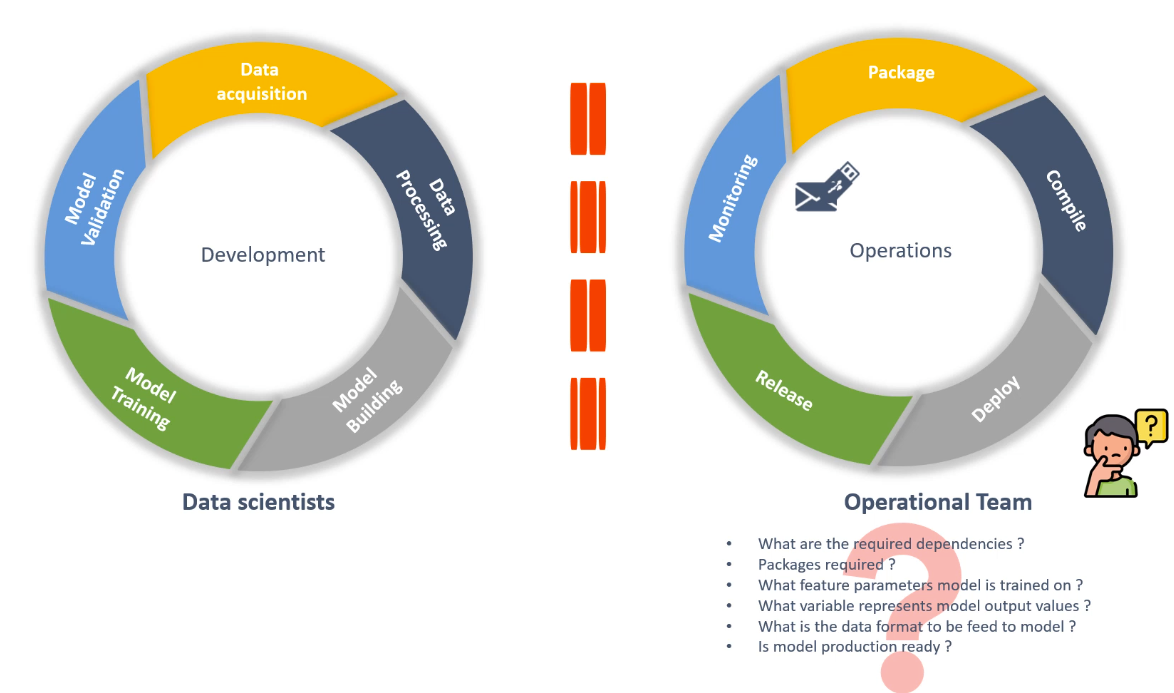 Data
acquisition
Data
Processing
Model
Building
Model
Training
Model
Validation
Development
Data scientists
Package
Compile
Deploy
Release
Monitoring
Operations
?
Operational Team
• What are the required dependencies ?
• Packages required ?
• What feature parameters model is trained on ?
• What variable represents model output values ?
• What is the data format to be feed to model ?
• Is model production ready ?
?